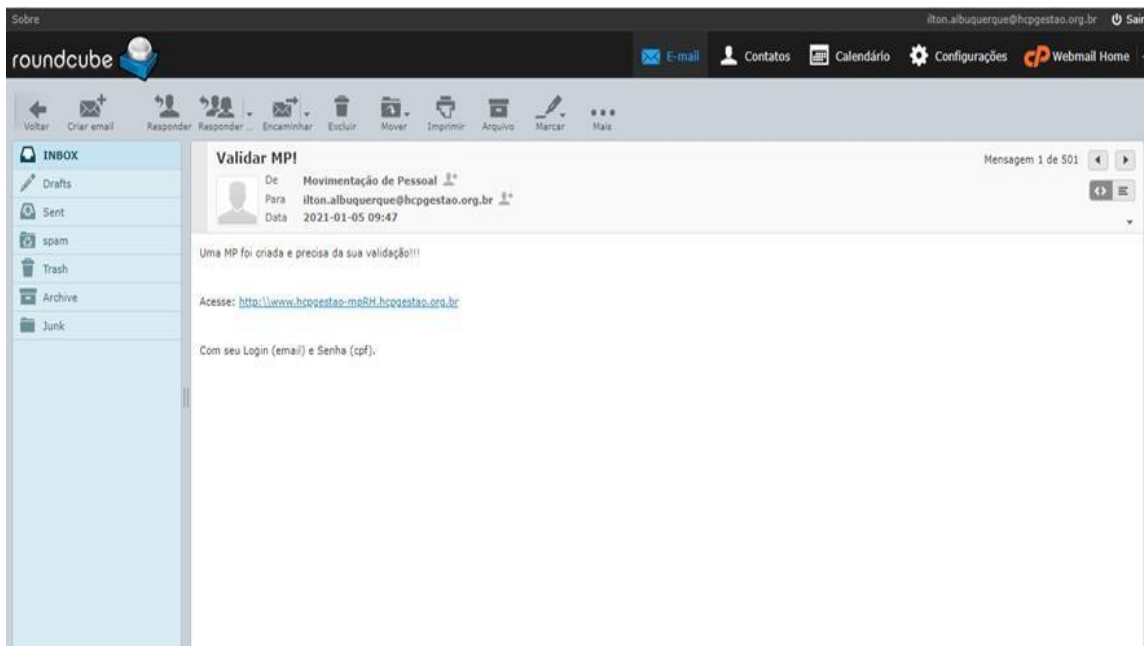 Sobre
ilton.albuquerque@hcpgestao.org.br Sair
roundcube
E-mail Contatos Calendário Configurações cP Webmail Home
Voltar Criar email Responder Responder ... Encaminhar Excluir Mover Imprimir Arquivo Marcar Mais
INBOX
Drafts
Sent
spam
Trash
Archive
Junk
Validar MP!
Mensagem 1 de 501
De Movimentação de Pessoal
Para ilton.albuquerque@hcpgestao.org.br
Data 2021-01-05 09:47
Uma MP foi criada e precisa da sua validação!!!
Acesse: http:\\www.hcpgestao-mpRH.hcpgestao.org.br
Com seu Login (email) e Senha (cpf).